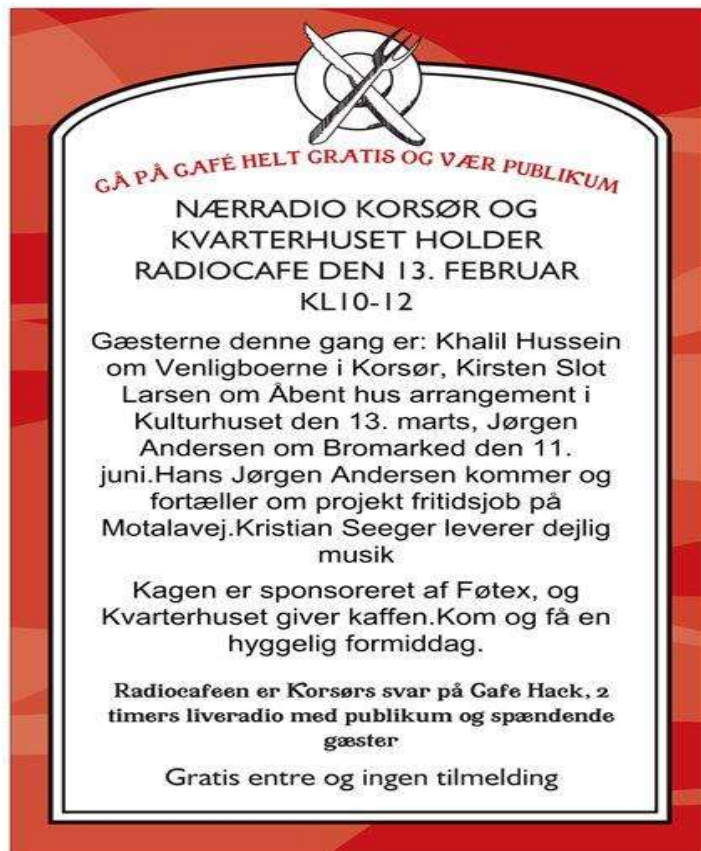 GÅ PÅ CAFÉ HELT GRATIS OG VÆR PUBLIKUM
NÆRRADIO KORSØR OG
KVARTERHUSET HOLDER
RADIOCAFE DEN 13. FEBRUAR
KL10-12
Gæsterne denne gang er: Khalil Hussein
om Venligboerne i Korsør, Kirsten Slot
Larsen om Åbent hus arrangement i
Kulturhuset den 13. marts, Jørgen
Andersen om Bromarked den 11.
juni.Hans Jørgen Andersen kommer og
fortæller om projekt fritidsjob på
Motalavej.Kristian Seeger leverer dejlig
musik
Kagen er sponsoreret af Føtex, og
Kvarterhuset giver kaffen.Kom og få en
hyggelig formiddag.
Radiocafeen er Korsørs svar på Cafe Hack, 2
timers liveradio med publikum og spændende
gæster
Gratis entre og ingen tilmelding